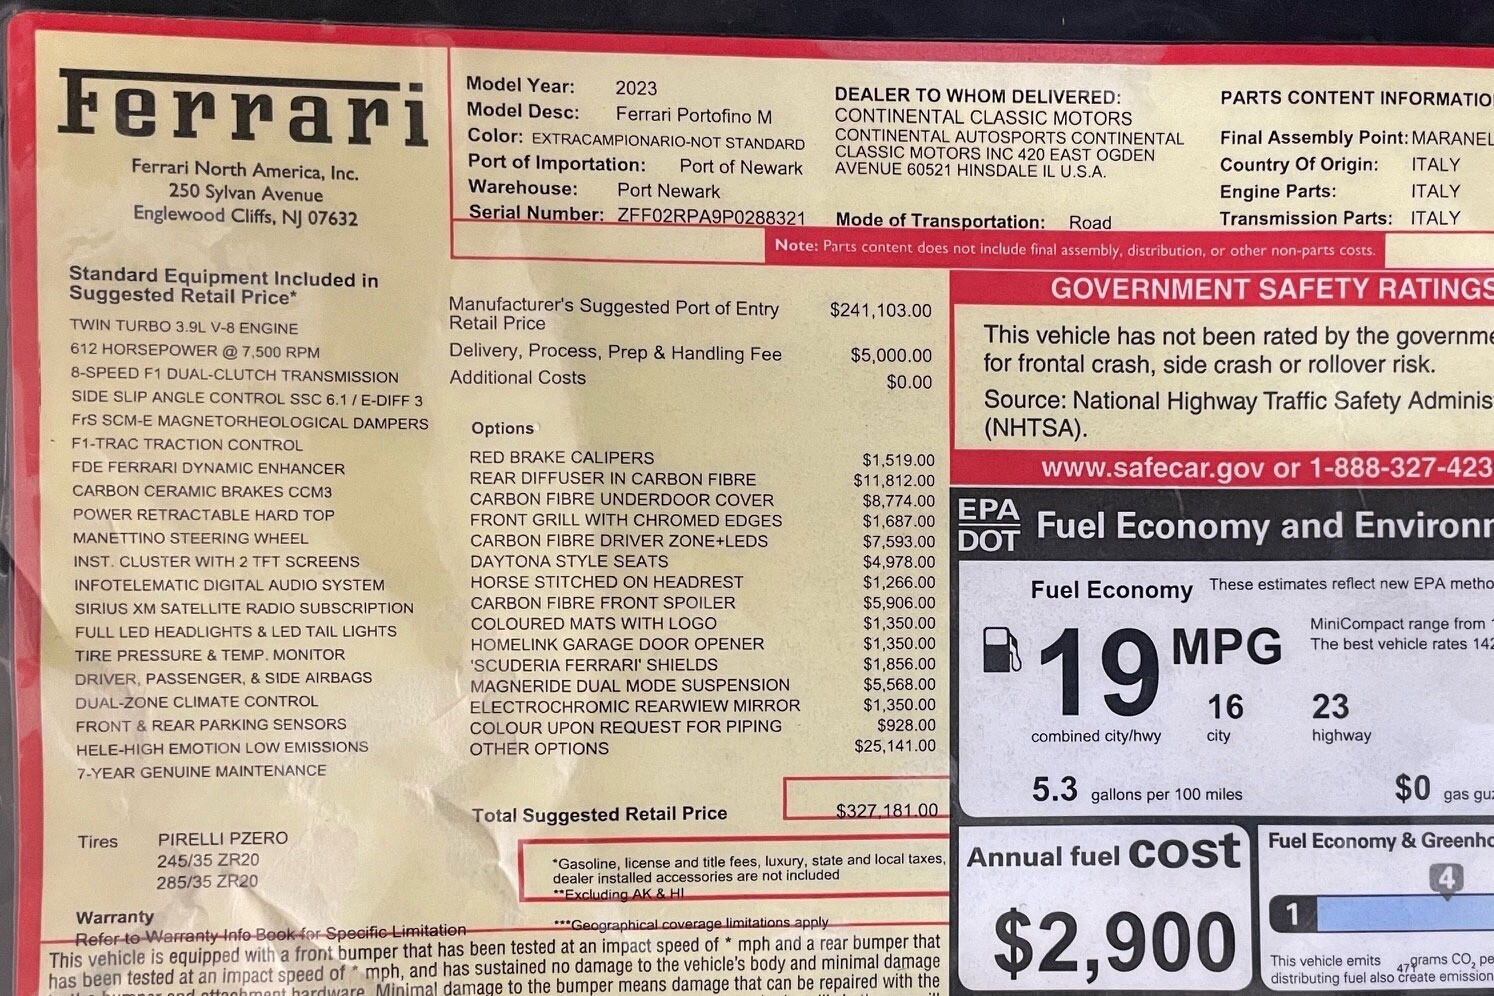 Ferrari
Ferrari North America, Inc.
250 Sylvan Avenue
Englewood Cliffs, NJ 07632
Model Year: 2023
Model Desc: Ferrari Portofino M
Color: EXTRACAMPIONARIO-NOT STANDARD
Port of Importation: Port of Newark
Warehouse: Port Newark
Serial Number: ZFF02RPA9P0288321
DEALER TO WHOM DELIVERED:
CONTINENTAL CLASSIC MOTORS
CONTINENTAL AUTOSPORTS CONTINENTAL
CLASSIC MOTORS INC 420 EAST OGDEN
AVENUE 60521 HINSDALE IL U.S.A.
Mode of Transportation: Road
PARTS CONTENT INFORMATIO
Final Assembly Point: MARANEL
Country Of Origin: ITALY
Engine Parts: ITALY
Transmission Parts: ITALY
Note: Parts content does not include final assembly, distribution, or other non-parts costs.
Standard Equipment Included in
Suggested Retail Price*
TWIN TURBO 3.9L V-8 ENGINE
612 HORSEPOWER @ 7,500 RPM
8-SPEED F1 DUAL-CLUTCH TRANSMISSION
SIDE SLIP ANGLE CONTROL SSC 6.1 / E-DIFF 3
FrS SCM-E MAGNETORHEOLOGICAL DAMPERS
F1-TRAC TRACTION CONTROL
FDE FERRARI DYNAMIC ENHANCER
CARBON CERAMIC BRAKES CCM3
POWER RETRACTABLE HARD TOP
MANETTINO STEERING WHEEL
INST. CLUSTER WITH 2 TFT SCREENS
INFOTELEMATIC DIGITAL AUDIO SYSTEM
SIRIUS XM SATELLITE RADIO SUBSCRIPTION
FULL LED HEADLIGHTS & LED TAIL LIGHTS
TIRE PRESSURE & TEMP. MONITOR
DRIVER, PASSENGER, & SIDE AIRBAGS
DUAL-ZONE CLIMATE CONTROL
FRONT & REAR PARKING SENSORS
HELE-HIGH EMOTION LOW EMISSIONS
7-YEAR GENUINE MAINTENANCE
Tires PIRELLI PZERO
245/35 ZR20
285/35 ZR20
Warranty
Refer to Warranty Info Book for Specific Limitation
Manufacturer's Suggested Port of Entry
Retail Price $241,103.00
Delivery, Process, Prep & Handling Fee $5,000.00
Additional Costs $0.00
Options
RED BRAKE CALIPERS $1,519.00
REAR DIFFUSER IN CARBON FIBRE $11,812.00
CARBON FIBRE UNDERDOOR COVER $8,774.00
FRONT GRILL WITH CHROMED EDGES $1,687.00
CARBON FIBRE DRIVER ZONE+LEDS $7,593.00
DAYTONA STYLE SEATS $4,978.00
HORSE STITCHED ON HEADREST $1,266.00
CARBON FIBRE FRONT SPOILER $5,906.00
COLOURED MATS WITH LOGO $1,350.00
HOMELINK GARAGE DOOR OPENER $1,350.00
'SCUDERIA FERRARI' SHIELDS $1,856.00
MAGNERIDE DUAL MODE SUSPENSION $5,568.00
ELECTROCHROMIC REARWIEW MIRROR $1,350.00
COLOUR UPON REQUEST FOR PIPING $928.00
OTHER OPTIONS $25,141.00
Total Suggested Retail Price $327,181.00
*Gasoline, license and title fees, luxury, state and local taxes,
dealer installed accessories are not included
**Excluding AK & HI
***Geographical coverage limitations apply
This vehicle is equipped with a front bumper that has been tested at an impact speed of * mph and a rear bumper that
has been tested at an impact speed of * mph, and has sustained no damage to the vehicle's body and minimal damage
bumper and attachment hardware. Minimal damage to the bumper means damage that can be repaired with the
GOVERNMENT SAFETY RATINGS
This vehicle has not been rated by the governme
for frontal crash, side crash or rollover risk.
Source: National Highway Traffic Safety Adminis
(NHTSA).
www.safecar.gov or 1-888-327-423
EPA
DOT
Fuel Economy and Environm
Fuel Economy These estimates reflect new EPA metho
19 MPG
combined city/hwy
16
city
23
highway
MiniCompact range from
The best vehicle rates 142
5.3 gallons per 100 miles
$0 gas guz
Annual fuel cost
$2,900
Fuel Economy & Greenho
4
1
This vehicle emits 471 grams CO2 pe
distributing fuel also create emission